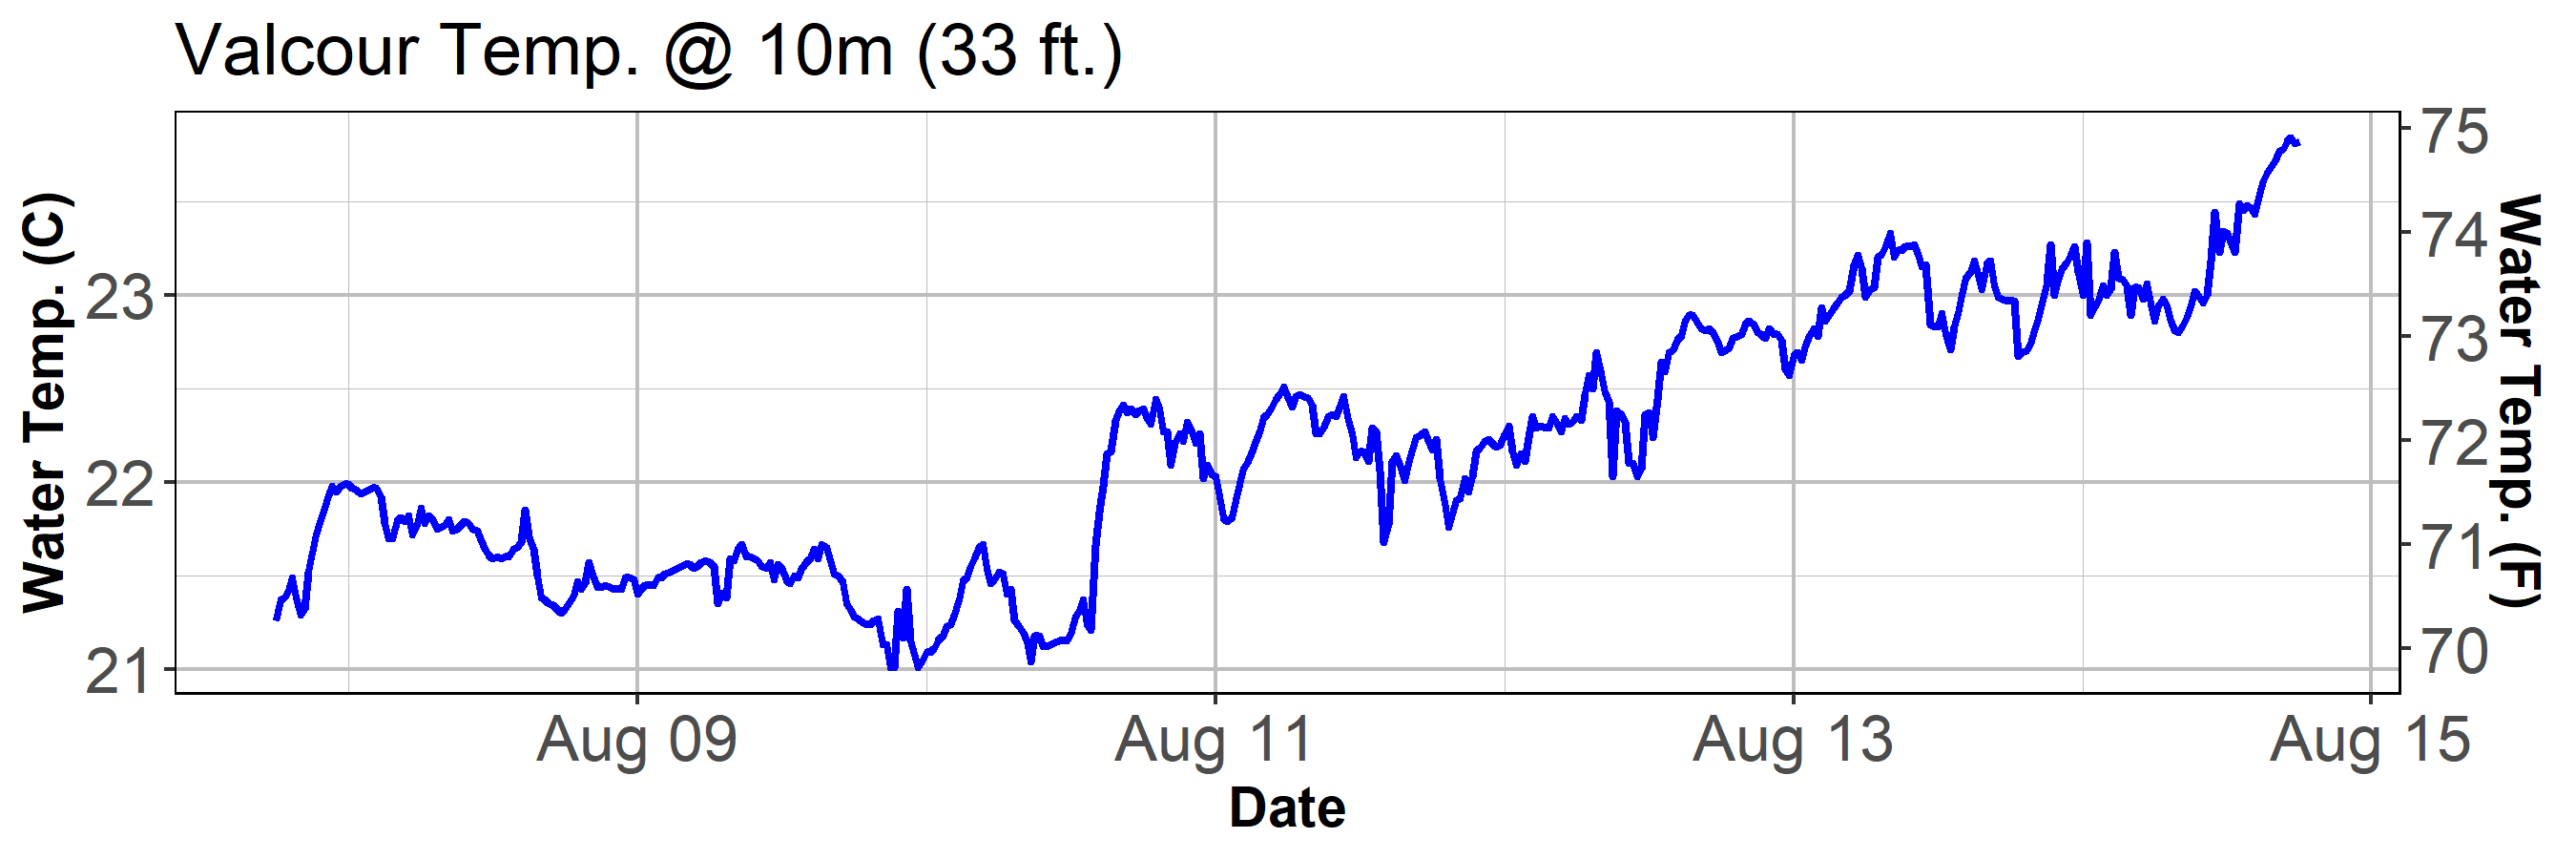 Valcour Temp. @ 10m (33 ft.)
Water Temp. (C)
23
22
21
75
74
73
72
71
70
Water Temp. (F)
Aug 09
Aug 11
Aug 13
Aug 15
Date